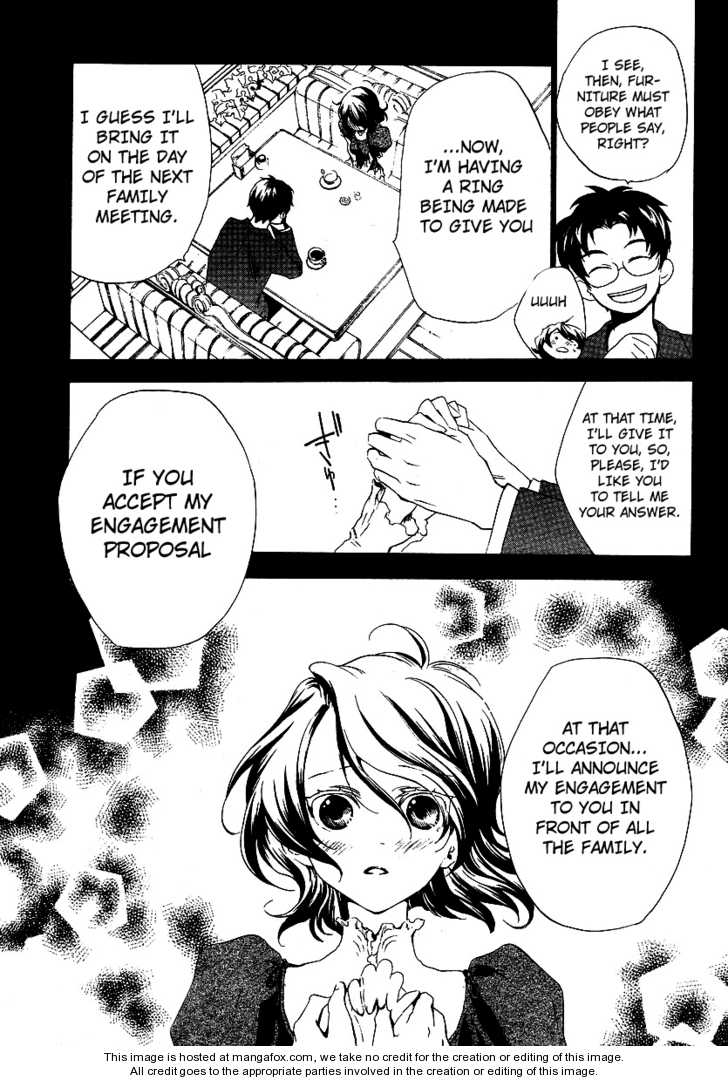 I SEE,
THEN, FUR-
NITURE MUST
OBEY WHAT
PEOPLE SAY,
RIGHT?
UUUH
...NOW,
I'M HAVING
A RING
BEING MADE
TO GIVE YOU
I GUESS I'LL
BRING IT
ON THE DAY
OF THE NEXT
FAMILY
MEETING.
AT THAT TIME,
I'LL GIVE IT
TO YOU, SO,
PLEASE, I'D
LIKE YOU
TO TELL ME
YOUR ANSWER.
IF YOU
ACCEPT MY
ENGAGEMENT
PROPOSAL
AT THAT
OCCASION...
I'LL ANNOUNCE
MY ENGAGEMENT
TO YOU IN
FRONT OF ALL
THE FAMILY.
This image is hosted at mangafox.com, we take no credit for the creation or editing of this image.
All credit goes to the appropriate parties involved in the creation or editing of this image.